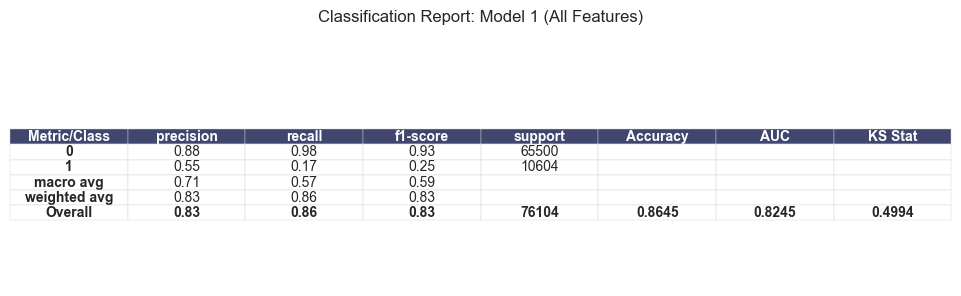 Classification Report: Model 1 (All Features)
Metric/Class precision recall f1-score support Accuracy AUC KS Stat
0 0.88 0.98 0.93 65500
1 0.55 0.17 0.25 10604
macro avg 0.71 0.57 0.59
weighted avg 0.83 0.86 0.83
Overall 0.83 0.86 0.83 76104 0.8645 0.8245 0.4994